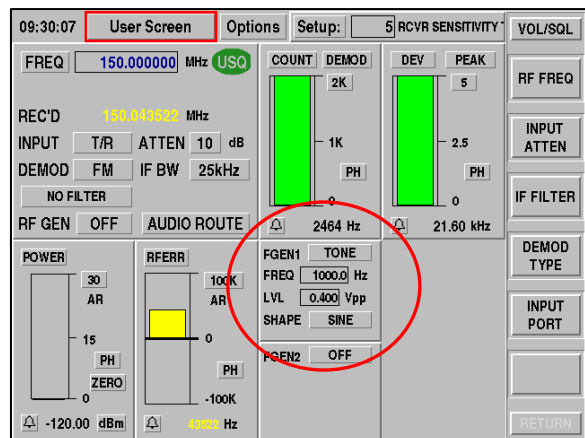 09:30:07 User Screen Options Setup: 5 RCVR SENSITIVITY
FREQ 150.000000 MHz USQ
REC'D 150.043522 MHz
INPUT T/R ATTEN 10 dB
DEMOD FM IF BW 25kHz
NO FILTER
RF GEN OFF AUDIO ROUTE
COUNT DEMOD
2K
1K
PH
0
2464 Hz
DEV PEAK
5
2.5
PH
0
21.60 kHz
POWER
30
AR
15
PH
ZERO
0
-120.00 dBm
RFERR
100K
AR
0
PH
-100K
43522 Hz
FGEN1 TONE
FREQ 1000.0 Hz
LVL 0.400 Vpp
SHAPE SINE
FGEN2 OFF
VOL/SQL
RF FREQ
INPUT
ATTEN
IF FILTER
DEMOD
TYPE
INPUT
PORT
RETURN